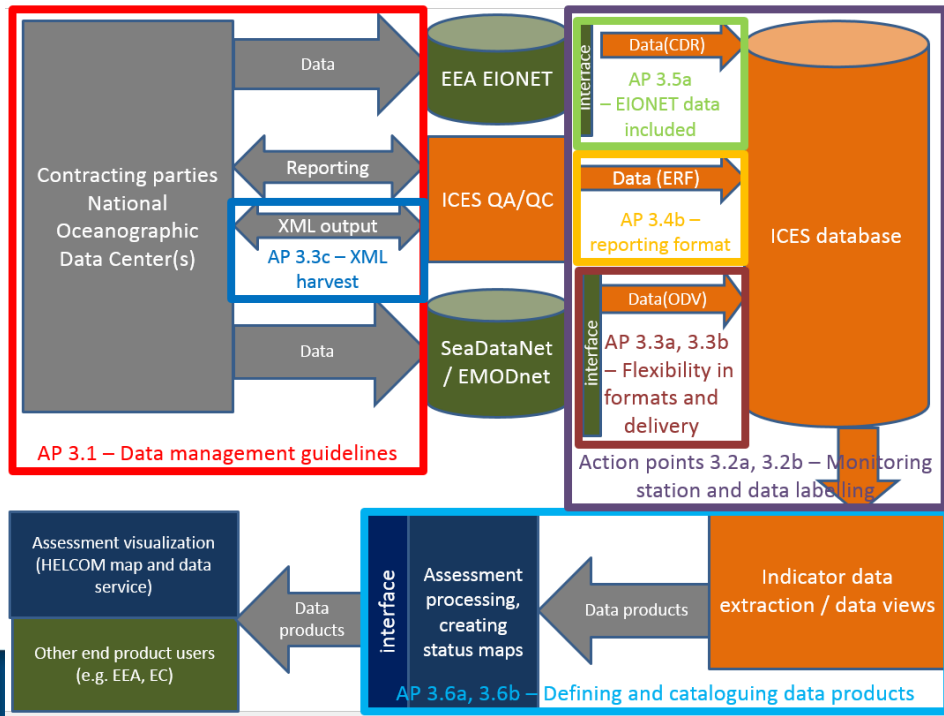 Contracting parties
National
Oceanographic
Data Center(s)
Data
Reporting
XML output
AP 3.3c – XML
harvest
Data
AP 3.1 – Data management guidelines
EEA EIONET
ICES QA/QC
SeaDataNet
/ EMODnet
interface
Data(CDR)
AP 3.5a
– EIONET data
included
Data (ERF)
AP 3.4b –
reporting format
interface
Data(ODV)
AP 3.3a, 3.3b
– Flexibility in
formats and
delivery
ICES database
Action points 3.2a, 3.2b – Monitoring
station and data labelling
Assessment visualization
(HELCOM map and data
service)
Other end product users
(e.g. EEA, EC)
Data
products
interface
Assessment
processing,
creating
status maps
Data products
Indicator data
extraction / data views
AP 3.6a, 3.6b – Defining and cataloguing data products